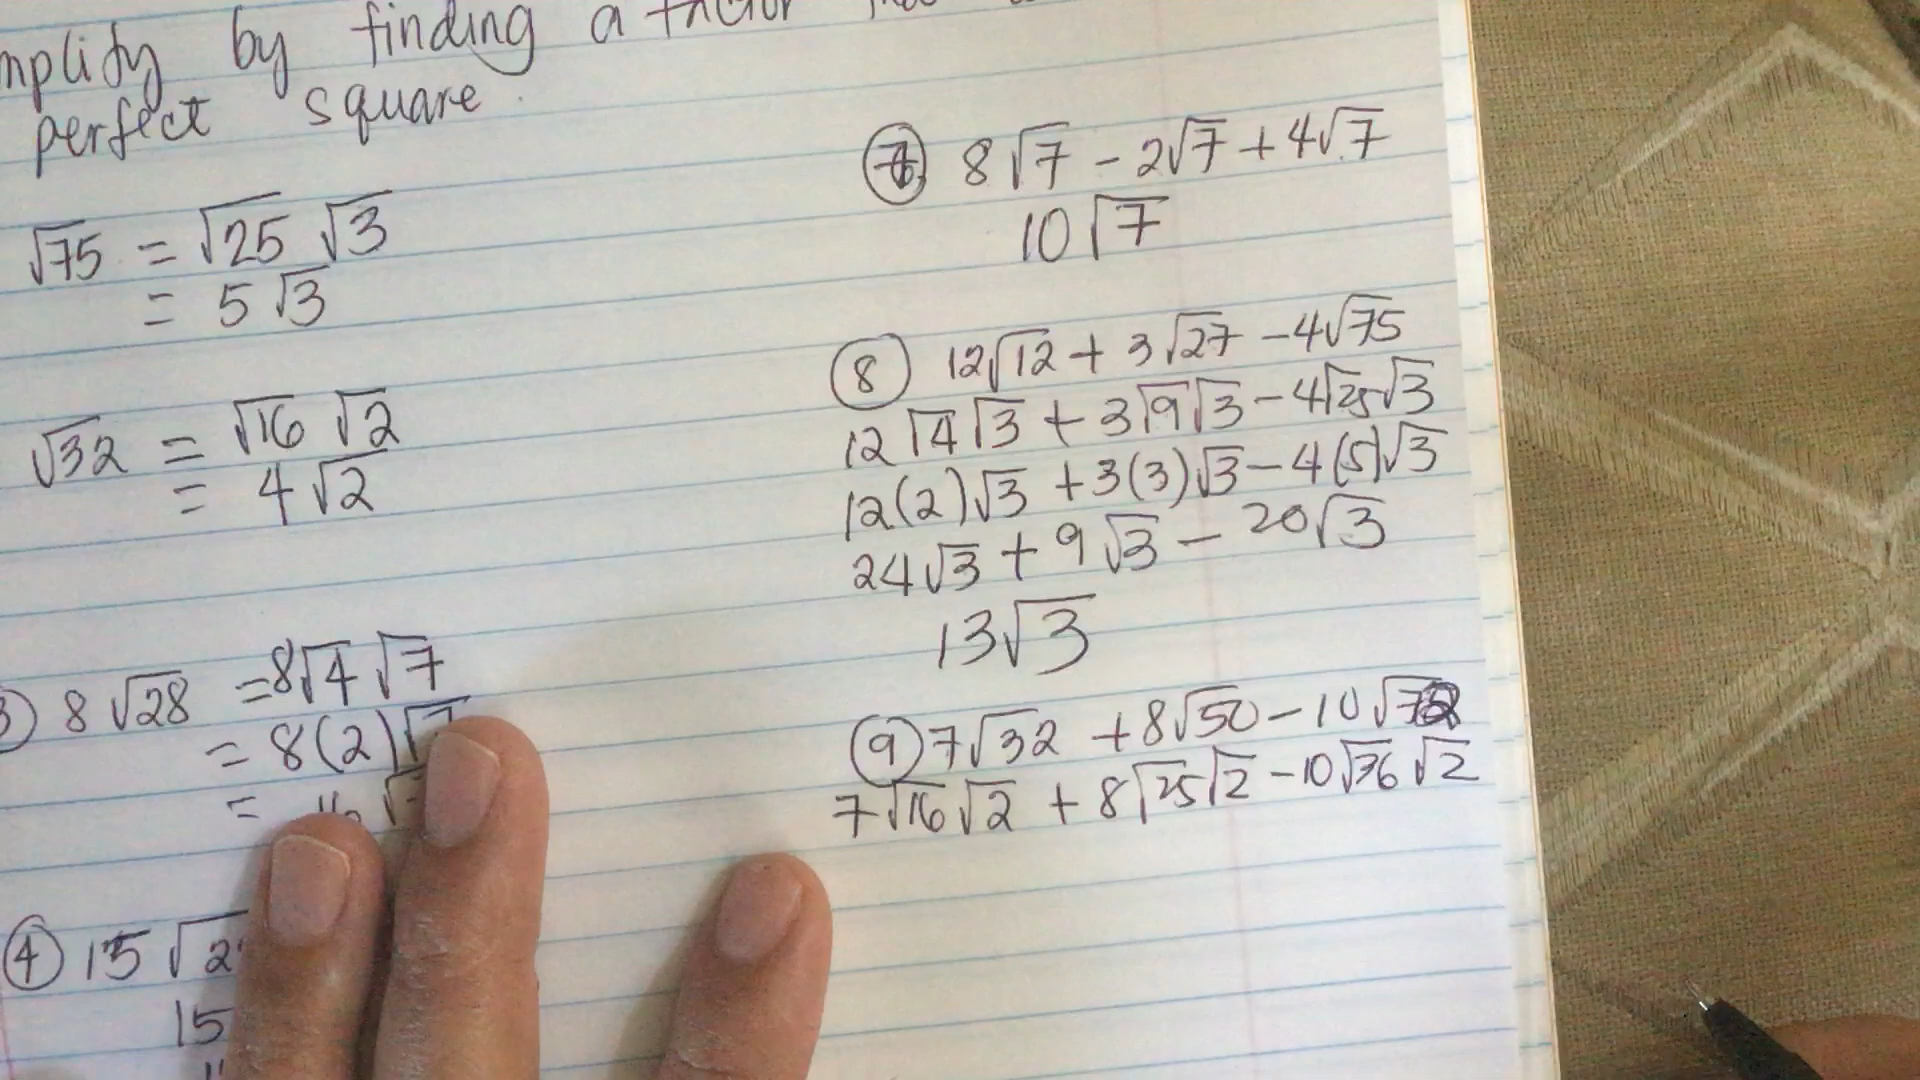 mplify by finding a
perfect square.
√75 = √25 √3
= 5√3
√32 = √16 √2
= 4√2
8√28 = 8√4 √7
= 8(2)√7
=
④ 15√2
15
8√7 - 2√7 + 4√7
10√7
⑧ 12√12 + 3√27 - 4√75
12√4√3 + 3√9√3 - 4√25√3
12(2)√3 + 3(3)√3 - 4(5)√3
24√3 + 9√3 - 20√3
13√3
⑨ 7√32 + 8√50 - 10√72
7√16√2 + 8√25√2 - 10√36√2